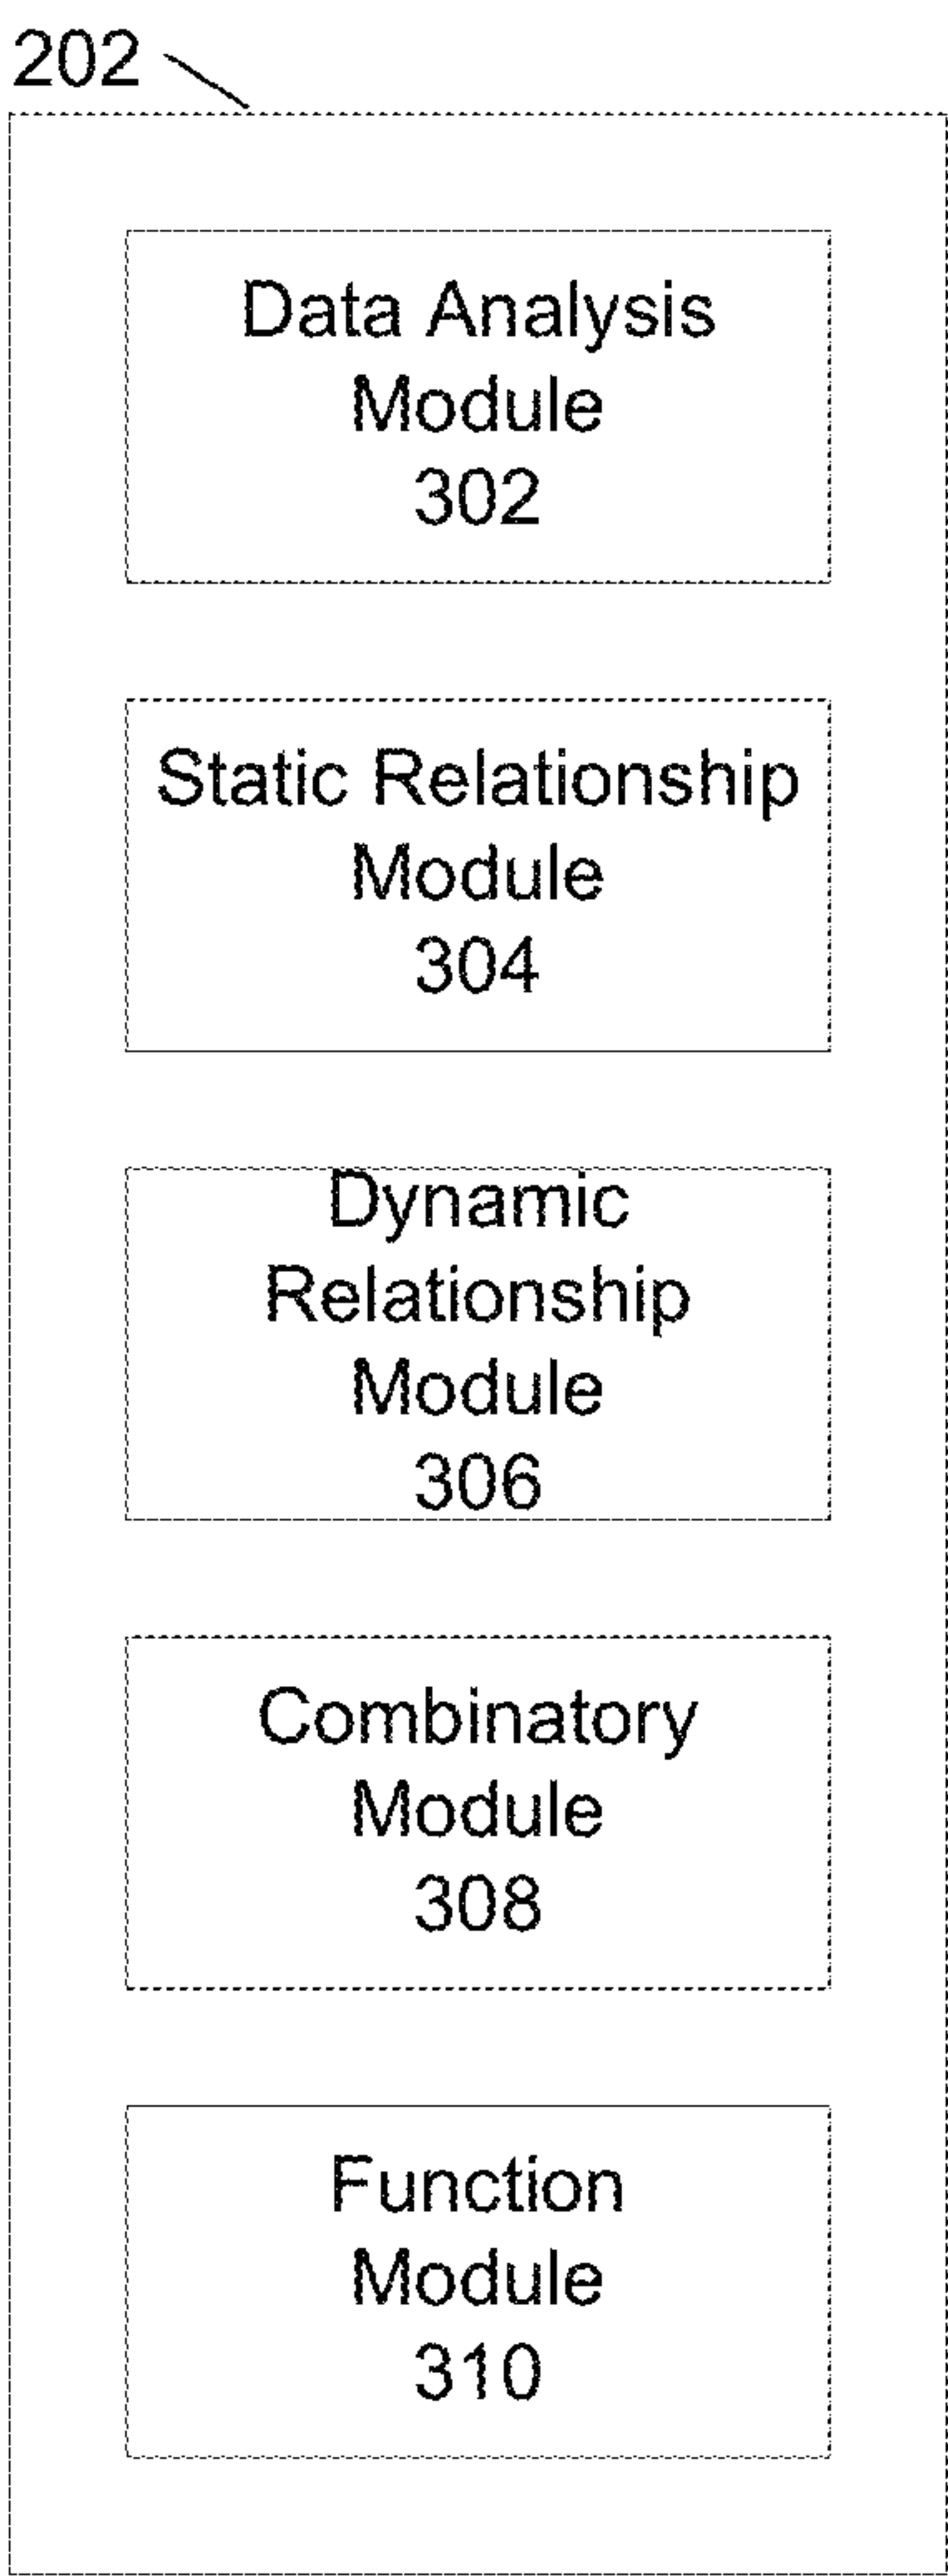 202
Data Analysis
Module
302
Static Relationship
Module
304
Dynamic
Relationship
Module
306
Combinatory
Module
308
Function
Module
310